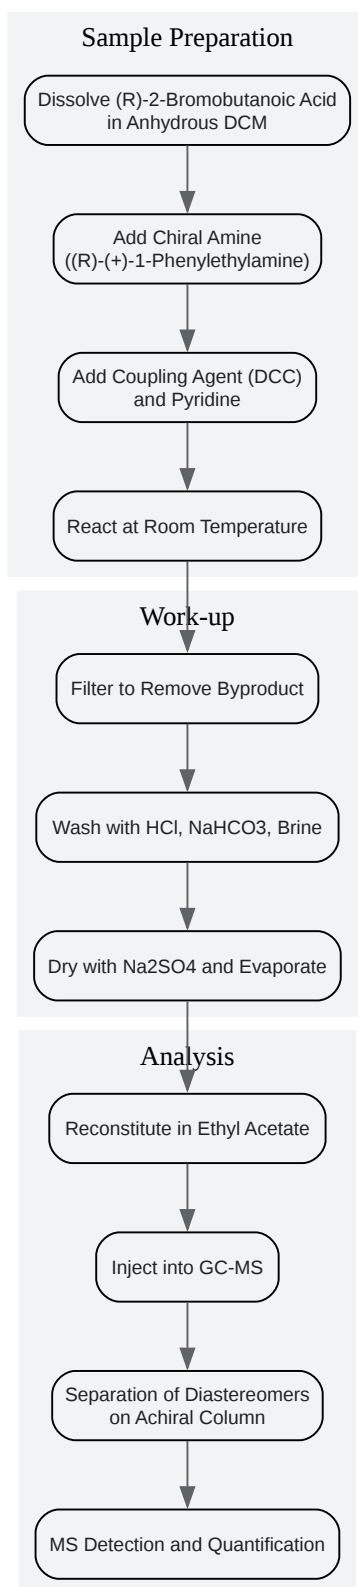 Sample Preparation
Dissolve (R)-2-Bromobutanoic Acid
in Anhydrous DCM
Add Chiral Amine
((R)-(+)-1-Phenylethylamine)
Add Coupling Agent (DCC)
and Pyridine
React at Room Temperature
Work-up
Filter to Remove Byproduct
Wash with HCl, NaHCO3, Brine
Dry with Na2SO4 and Evaporate
Analysis
Reconstitute in Ethyl Acetate
Inject into GC-MS
Separation of Diastereomers
on Achiral Column
MS Detection and Quantification